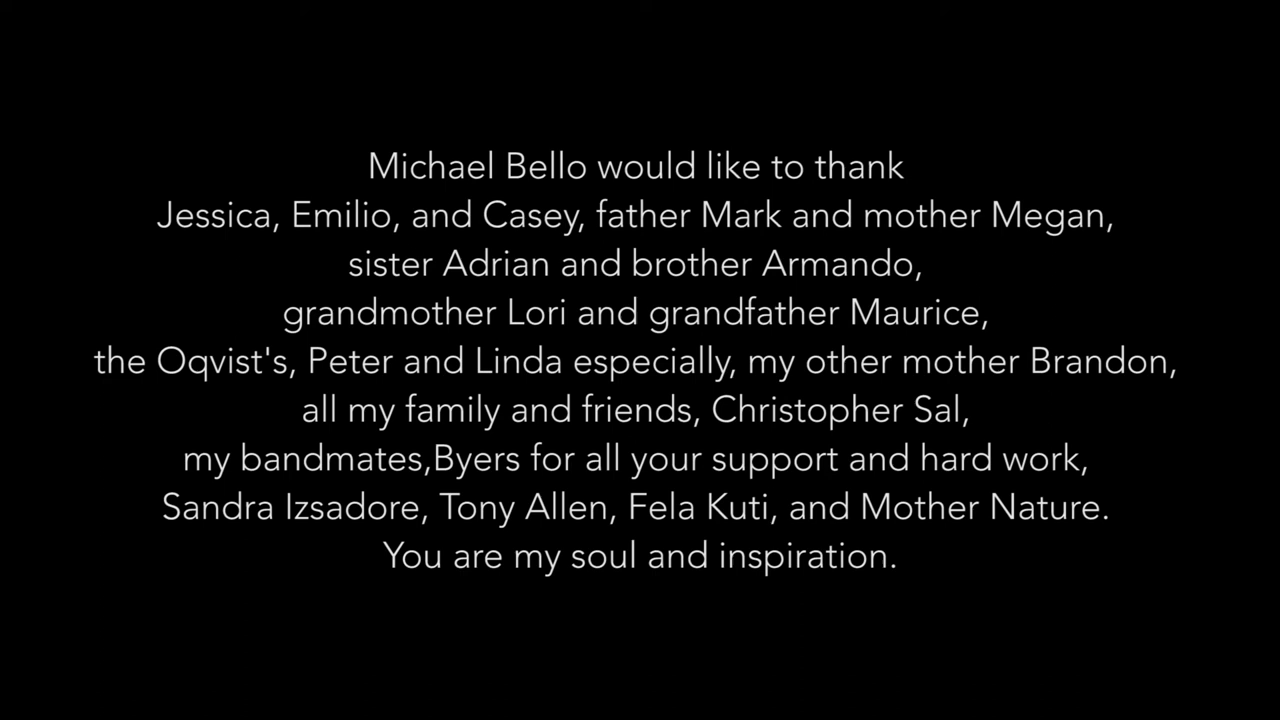 Michael Bello would like to thank
Jessica, Emilio, and Casey, father Mark and mother Megan,
sister Adrian and brother Armando,
grandmother Lori and grandfather Maurice,
the Oqvist's, Peter and Linda especially, my other mother Brandon,
all my family and friends, Christopher Sal,
my bandmates,Byers for all your support and hard work,
Sandra Izsadore, Tony Allen, Fela Kuti, and Mother Nature.
You are my soul and inspiration.